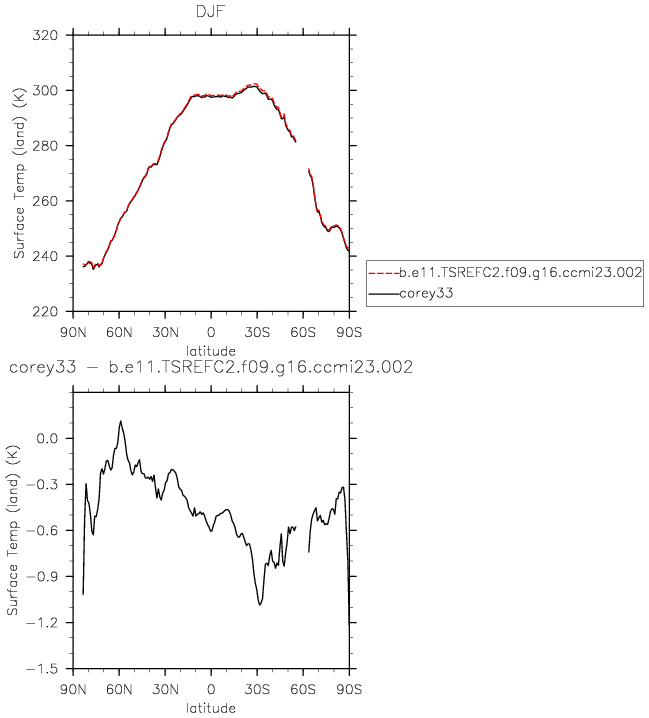 DJF
320
300
280
260
240
220
Surface Temp (land) (K)
90N 60N 30N 0 30S 60S 90S
latitude
b.e11.TSREFC2.f09.g16.ccmi23.002
corey33
corey33 − b.e11.TSREFC2.f09.g16.ccmi23.002
0.0
−0.3
−0.6
−0.9
−1.2
−1.5
Surface Temp (land) (K)
90N 60N 30N 0 30S 60S 90S
latitude